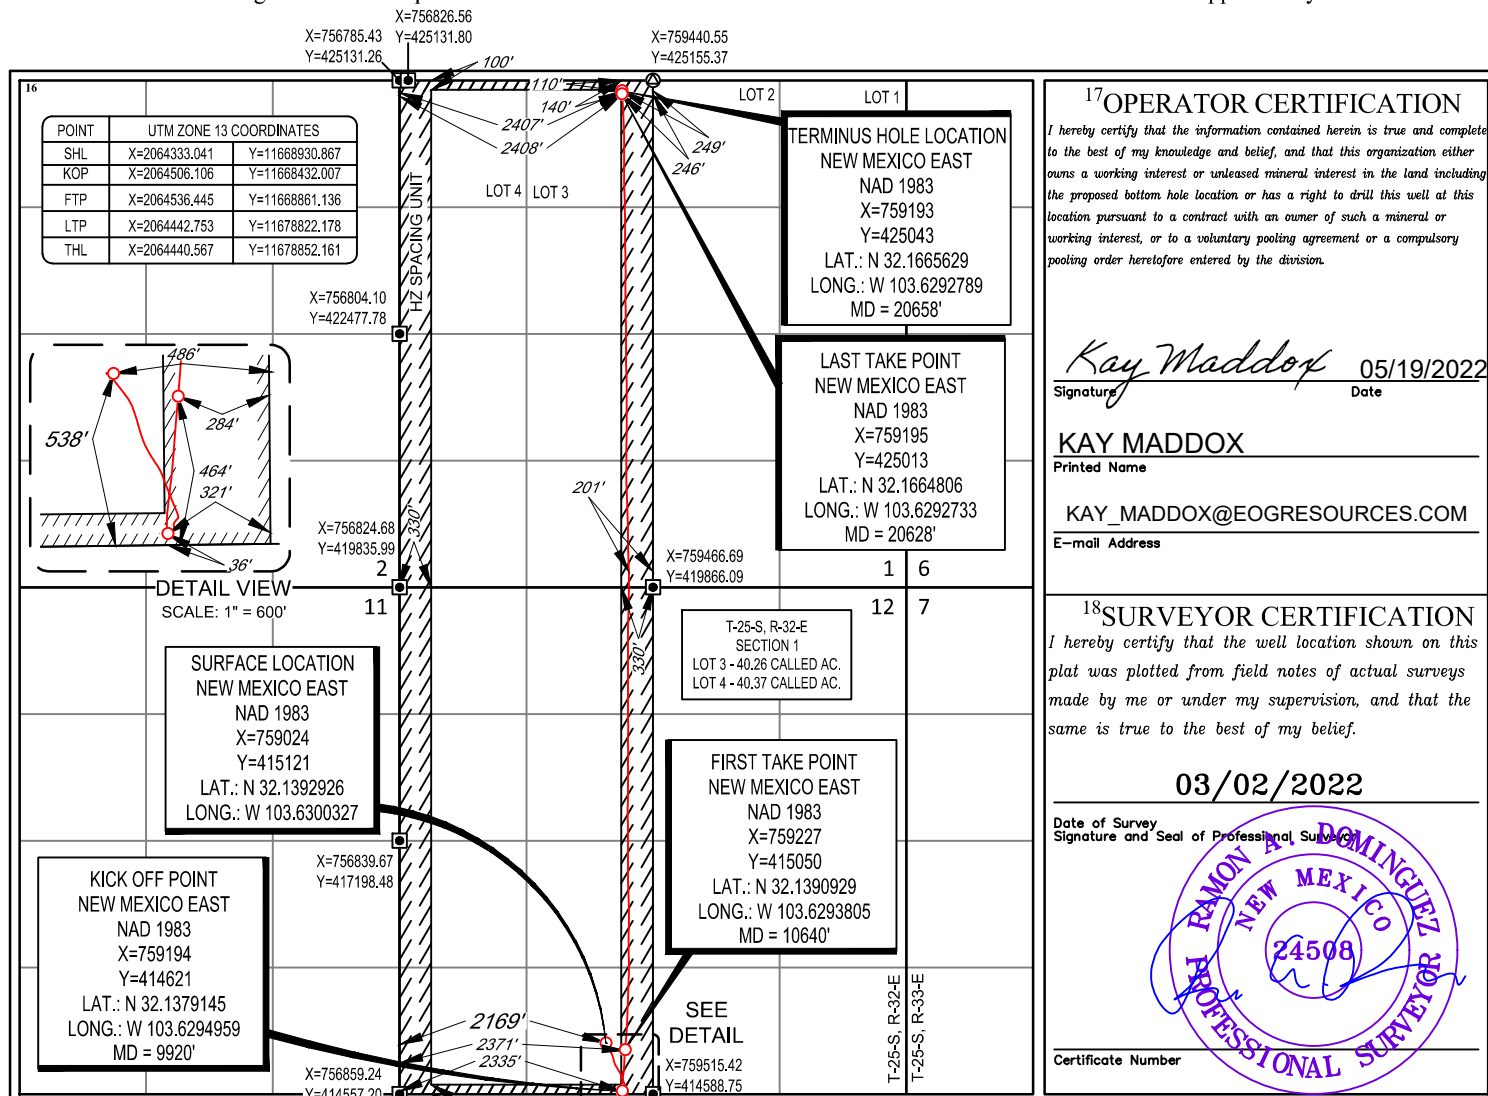 X=756826.56
X=756785.43
Y=425131.80
Y=425131.26
X=759440.55
Y=425155.37
16
100'
110'
140'
2407'
2408'
249'
246'
LOT 2
LOT 1
LOT 4
LOT 3
HZ SPACING UNIT
POINT UTM ZONE 13 COORDINATES
SHL X=2064333.041 Y=11668930.867
KOP X=2064506.106 Y=11668432.007
FTP X=2064536.445 Y=11668861.136
LTP X=2064442.753 Y=11678822.178
THL X=2064440.567 Y=11678852.161
TERMINUS HOLE LOCATION
NEW MEXICO EAST
NAD 1983
X=759193
Y=425043
LAT.: N 32.1665629
LONG.: W 103.6292789
MD = 20658'
X=756804.10
Y=422477.78
LAST TAKE POINT
NEW MEXICO EAST
NAD 1983
X=759195
Y=425013
LAT.: N 32.1664806
LONG.: W 103.6292733
MD = 20628'
486'
538'
284'
464'
321'
36'
DETAIL VIEW
SCALE: 1" = 600'
201'
330'
X=756824.68
Y=419835.99
X=759466.69
Y=419866.09
2
11
1
6
12
7
330'
T-25-S, R-32-E
SECTION 1
LOT 3 - 40.26 CALLED AC.
LOT 4 - 40.37 CALLED AC.
SURFACE LOCATION
NEW MEXICO EAST
NAD 1983
X=759024
Y=415121
LAT.: N 32.1392926
LONG.: W 103.6300327
FIRST TAKE POINT
NEW MEXICO EAST
NAD 1983
X=759227
Y=415050
LAT.: N 32.1390929
LONG.: W 103.6293805
MD = 10640'
X=756839.67
Y=417198.48
KICK OFF POINT
NEW MEXICO EAST
NAD 1983
X=759194
Y=414621
LAT.: N 32.1379145
LONG.: W 103.6294959
MD = 9920'
2169'
2371'
2335'
SEE
DETAIL
X=756859.24
Y=414557.20
X=759515.42
Y=414588.75
T-25-S, R-32-E
T-25-S, R-33-E
17 OPERATOR CERTIFICATION
I hereby certify that the information contained herein is true and complete
to the best of my knowledge and belief, and that this organization either
owns a working interest or unleased mineral interest in the land including
the proposed bottom hole location or has a right to drill this well at this
location pursuant to a contract with an owner of such a mineral or
working interest, or to a voluntary pooling agreement or a compulsory
pooling order heretofore entered by the division.
Kay Maddox 05/19/2022
Signature Date
KAY MADDOX
Printed Name
KAY_MADDOX@EOGRESOURCES.COM
E-mail Address
18 SURVEYOR CERTIFICATION
I hereby certify that the well location shown on this
plat was plotted from field notes of actual surveys
made by me or under my supervision, and that the
same is true to the best of my belief.
03/02/2022
Date of Survey
Signature and Seal of Professional Surveyor
RAMON A. DOMINGUEZ
NEW MEXICO
24508
PROFESSIONAL SURVEYOR
Certificate Number